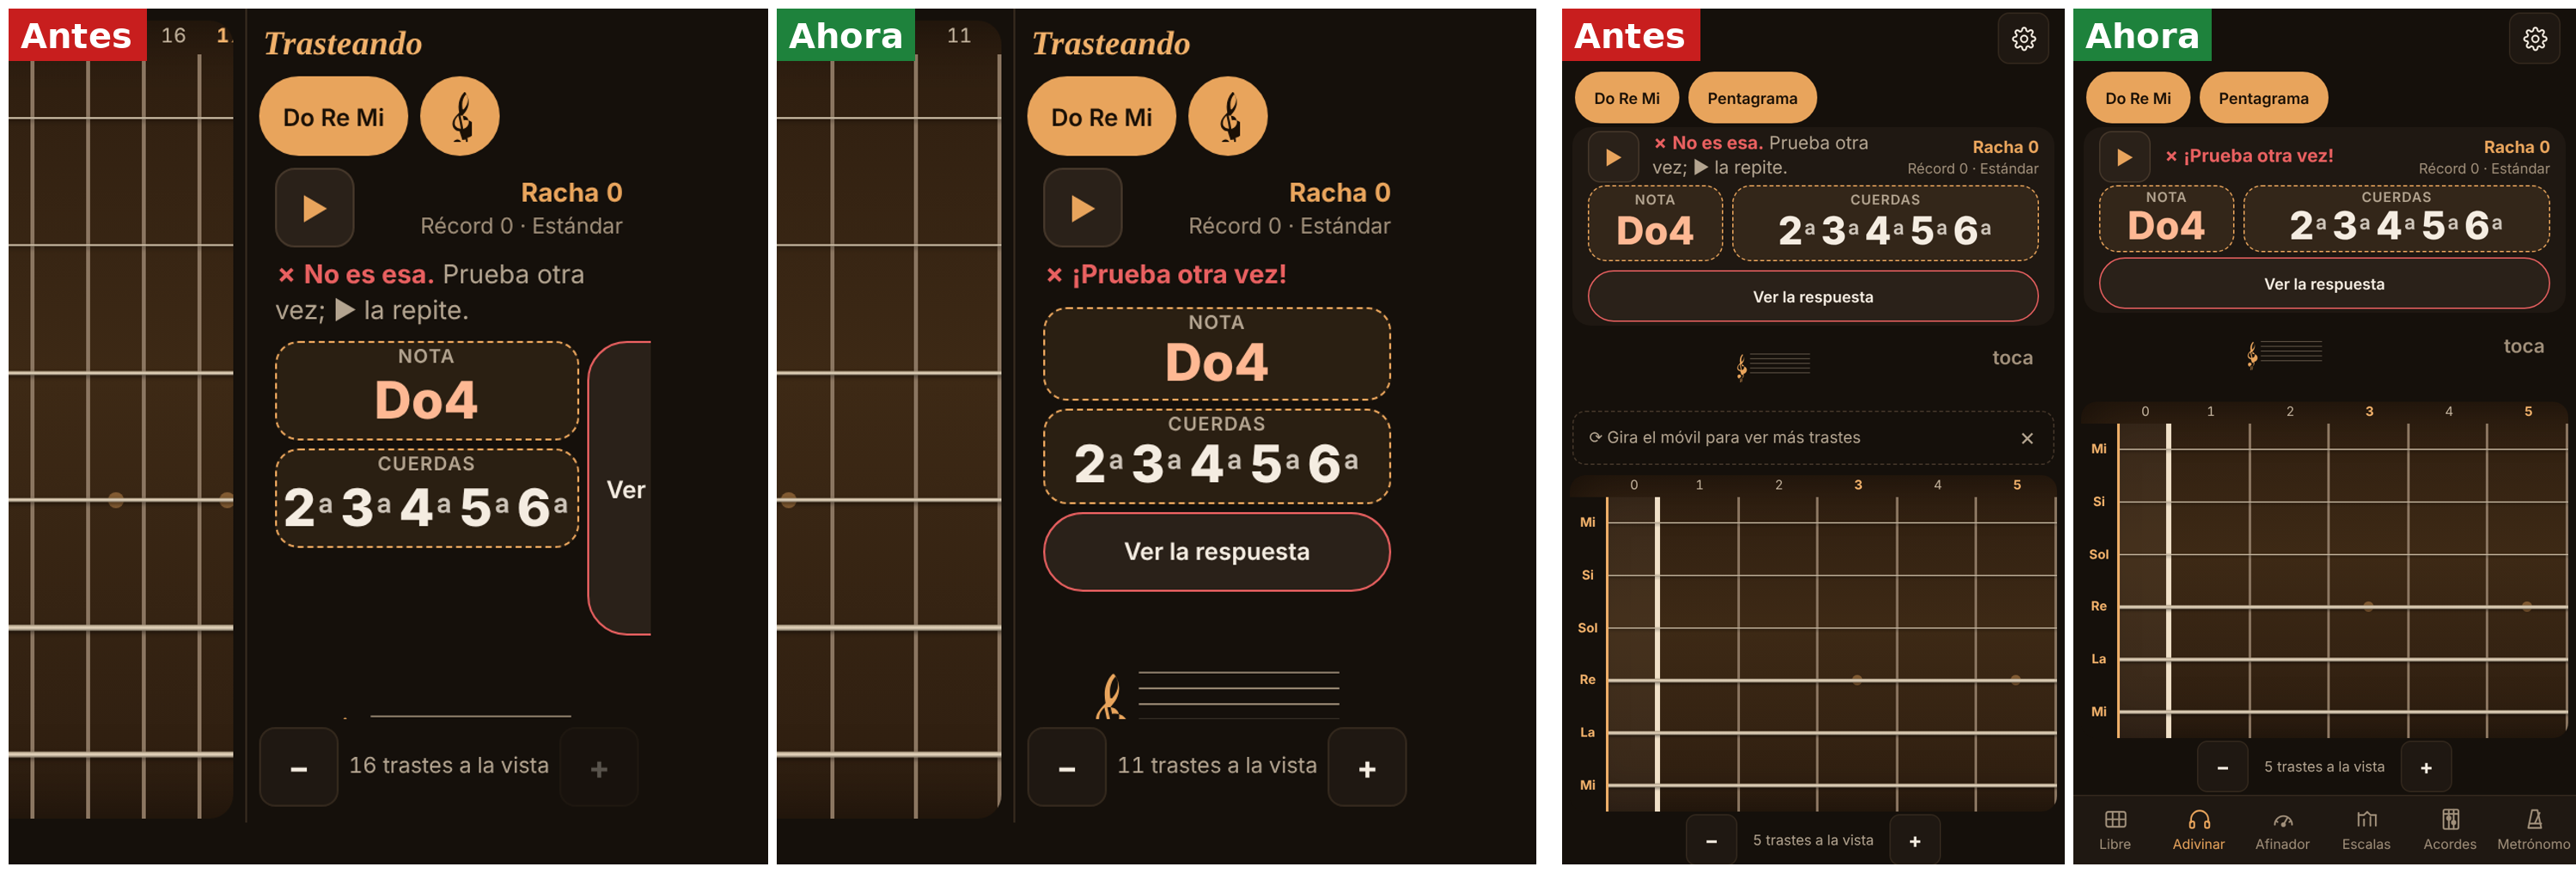 Antes
16
Trasteando
Do Re Mi
Racha 0
Récord 0 · Estándar
× No es esa. Prueba otra
vez; ▶ la repite.
NOTA
Do4
CUERDAS
2ª 3ª 4ª 5ª 6ª
Ver
– 16 trastes a la vista +
Ahora
11
Trasteando
Do Re Mi
Racha 0
Récord 0 · Estándar
× ¡Prueba otra vez!
NOTA
Do4
CUERDAS
2ª 3ª 4ª 5ª 6ª
Ver la respuesta
– 11 trastes a la vista +
Antes
Do Re Mi Pentagrama
× No es esa. Prueba otra
vez; ▶ la repite.
Racha 0
Récord 0 · Estándar
NOTA
Do4
CUERDAS
2ª 3ª 4ª 5ª 6ª
Ver la respuesta
toca
⟳ Gira el móvil para ver más trastes ×
0 1 2 3 4 5
Mi
Si
Sol
Re
La
Mi
– 5 trastes a la vista +
Ahora
Do Re Mi Pentagrama
× ¡Prueba otra vez!
Racha 0
Récord 0 · Estándar
NOTA
Do4
CUERDAS
2ª 3ª 4ª 5ª 6ª
Ver la respuesta
toca
0 1 2 3 4 5
Mi
Si
Sol
Re
La
Mi
– 5 trastes a la vista +
Libre Adivinar Afinador Escalas Acordes Metrónomo